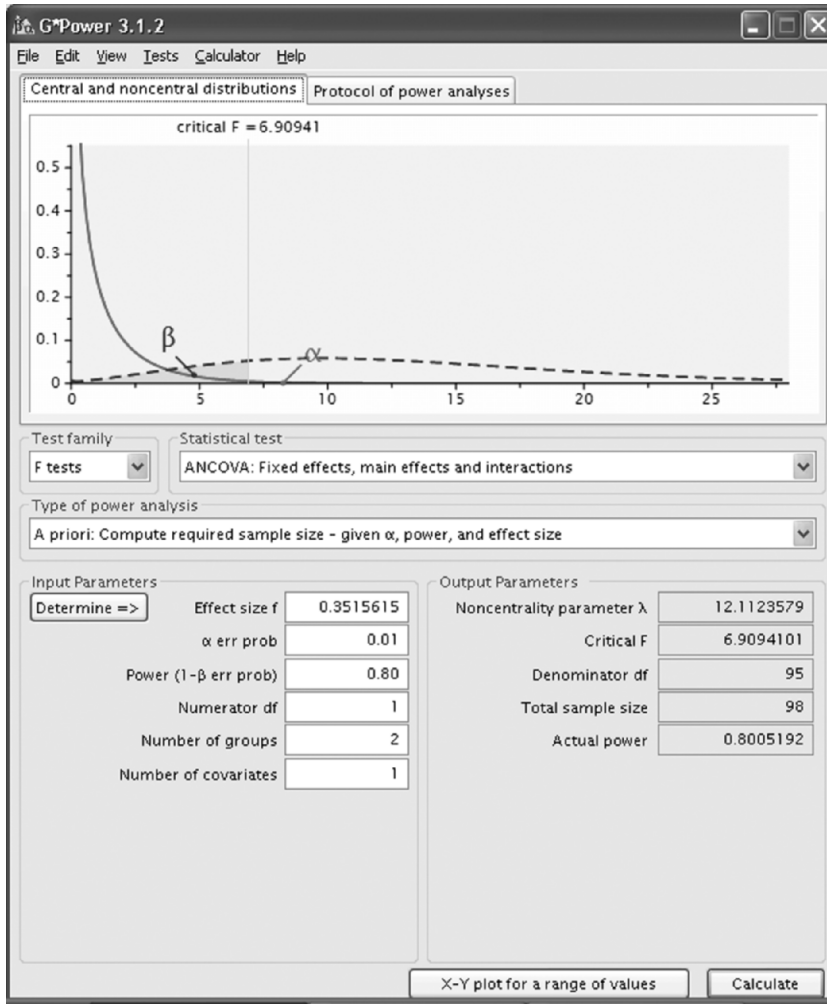 G*Power 3.1.2
File Edit View Tests Calculator Help
Central and noncentral distributions Protocol of power analyses
critical F = 6.90941
0.5
0.4
0.3
0.2
0.1
0
β
α
0 5 10 15 20 25
Test family Statistical test
F tests ANCOVA: Fixed effects, main effects and interactions
Type of power analysis
A priori: Compute required sample size - given α, power, and effect size
Input Parameters
Determine => Effect size f 0.3515615
α err prob 0.01
Power (1-β err prob) 0.80
Numerator df 1
Number of groups 2
Number of covariates 1
Output Parameters
Noncentrality parameter λ 12.1123579
Critical F 6.9094101
Denominator df 95
Total sample size 98
Actual power 0.8005192
X-Y plot for a range of values Calculate